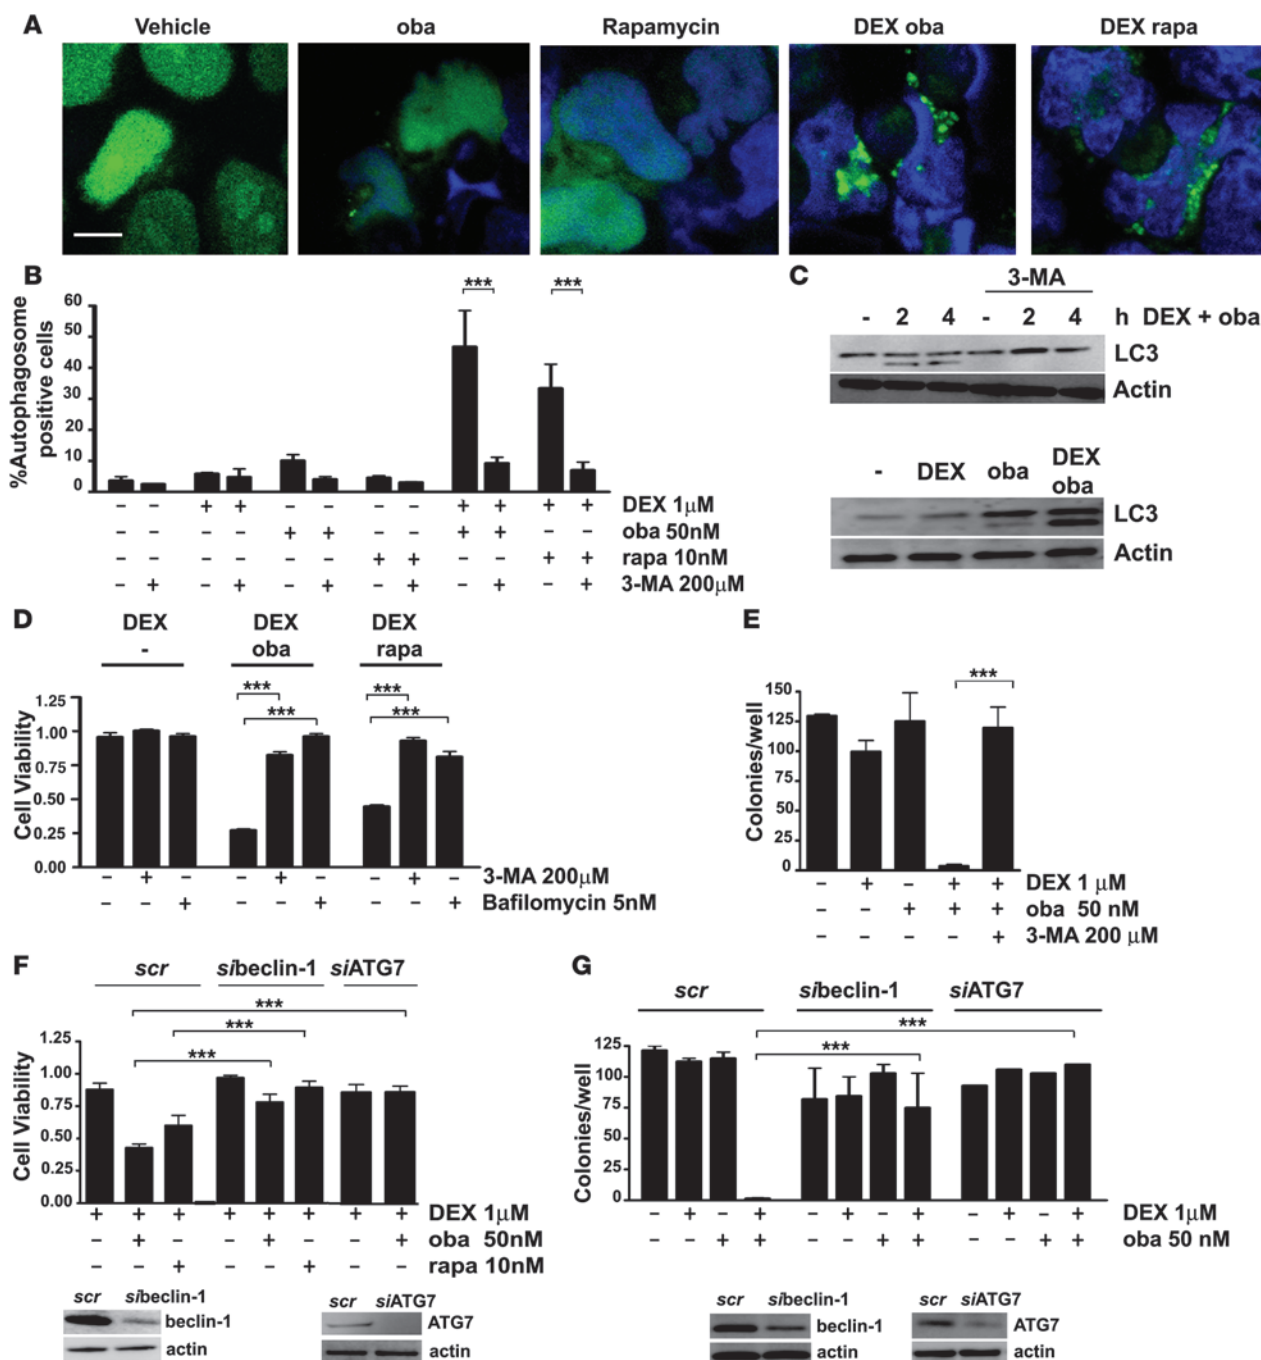 A
Vehicle oba Rapamycin DEX oba DEX rapa
B
*** ***
%Autophagosome
positive cells
60
50
40
30
20
10
0
– – + + – – – – + + + + DEX 1µM
– – – – + + – – + + – – oba 50nM
– – – – – – + + – – + + rapa 10nM
– + – + – + – + – + – + 3-MA 200µM
C
3-MA
- 2 4 - 2 4 h DEX + oba
LC3
Actin
- DEX oba DEX
oba
LC3
Actin
D
DEX DEX DEX
- oba rapa
*** ***
*** ***
Cell Viability
1.25
1.00
0.75
0.50
0.25
0.00
– + – – + – – + – 3-MA 200µM
– – + – – + – – + Bafilomycin 5nM
E
***
Colonies/well
150
125
100
75
50
25
0
– + – + + DEX 1 µM
– – + + + oba 50 nM
– – – – + 3-MA 200 µM
F
scr sibeclin-1 siATG7
***
***
***
Cell Viability
1.25
1.00
0.75
0.50
0.25
0.00
+ + + + + + + + DEX 1µM
– + – – + – – + oba 50nM
– – + – – + – – rapa 10nM
scr sibeclin-1
beclin-1
actin
scr siATG7
ATG7
actin
G
scr sibeclin-1 siATG7
***
***
Colonies/well
125
100
75
50
25
0
– + – + – + – + – + – + DEX 1µM
– – + + – – + + – – + + oba 50 nM
scr sibeclin-1
beclin-1
actin
scr siATG7
ATG7
actin